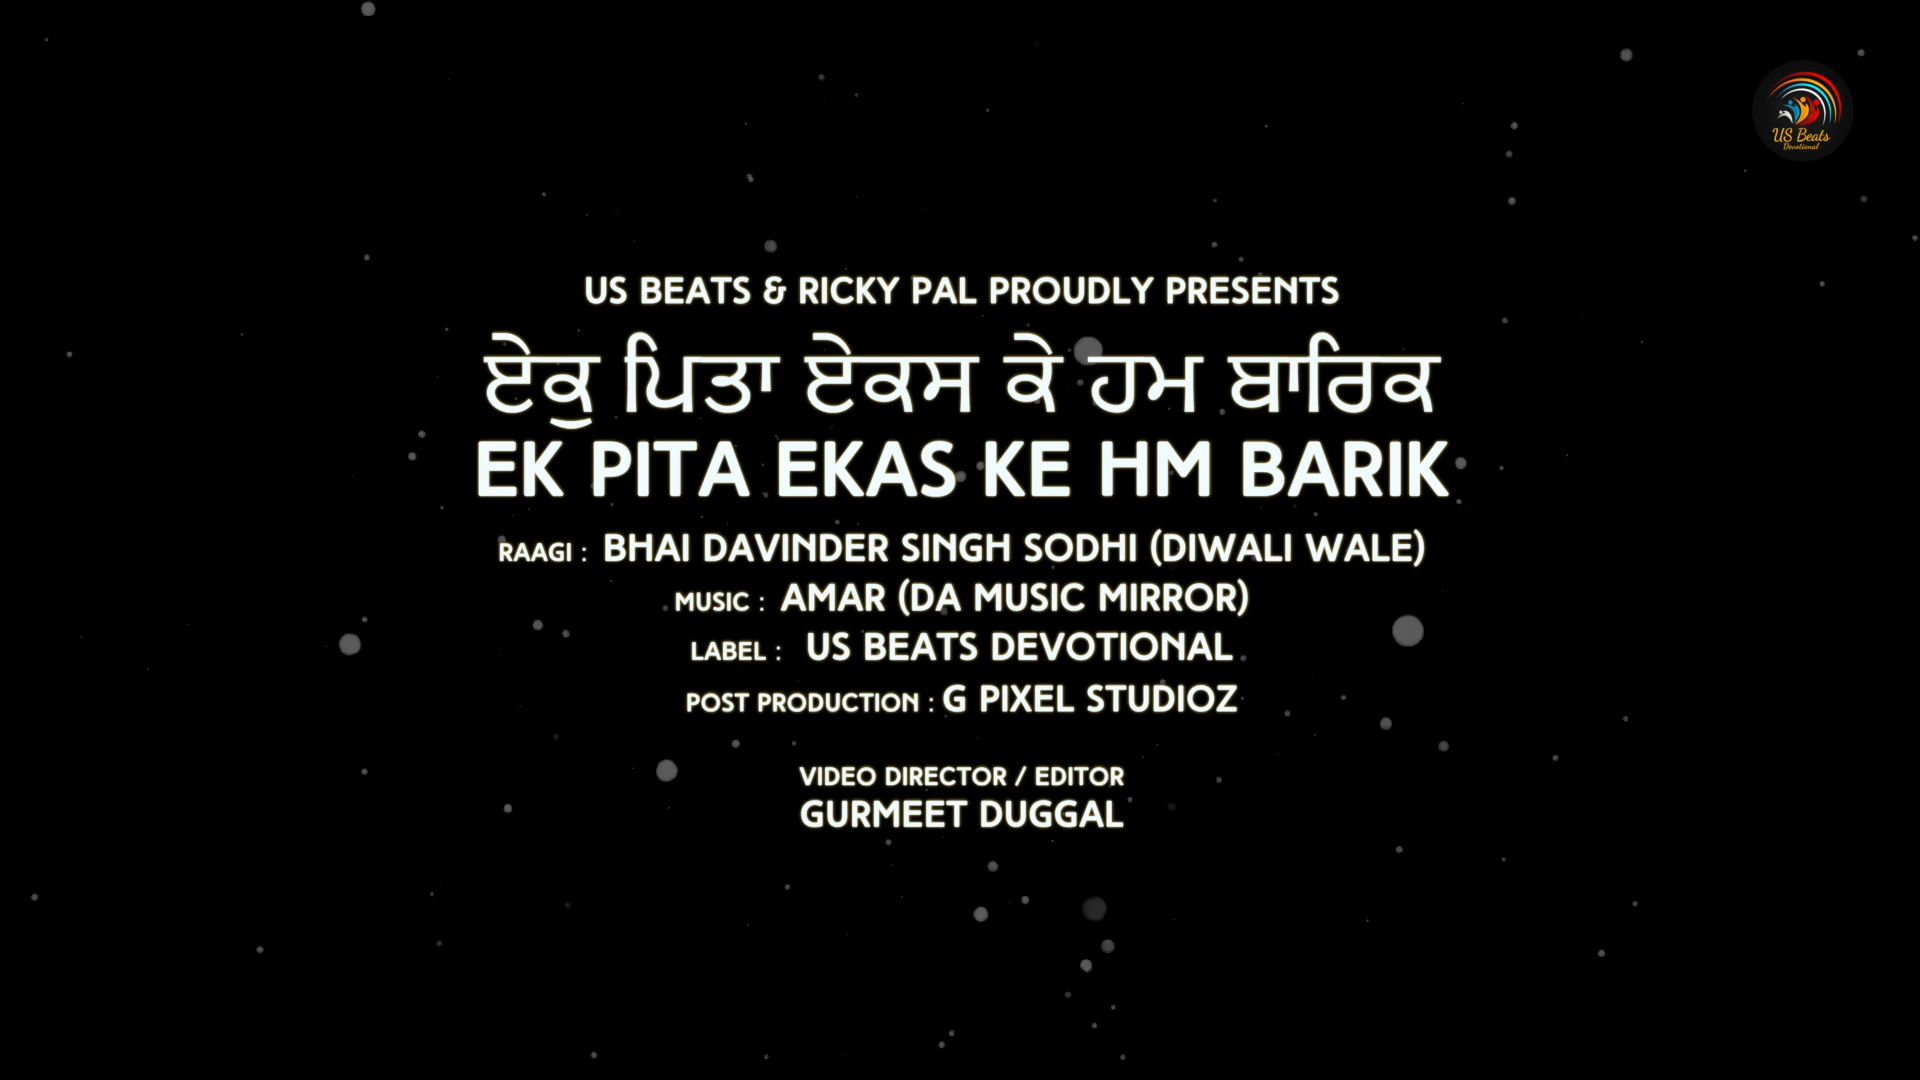 US Beats
Devotional
US BEATS & RICKY PAL PROUDLY PRESENTS
ਏਕੁ ਪਿਤਾ ਏਕਸ ਕੇ ਹਮ ਬਾਰਿਕ
EK PITA EKAS KE HM BARIK
RAAGI : BHAI DAVINDER SINGH SODHI (DIWALI WALE)
MUSIC : AMAR (DA MUSIC MIRROR)
LABEL : US BEATS DEVOTIONAL
POST PRODUCTION : G PIXEL STUDIOZ
VIDEO DIRECTOR / EDITOR
GURMEET DUGGAL